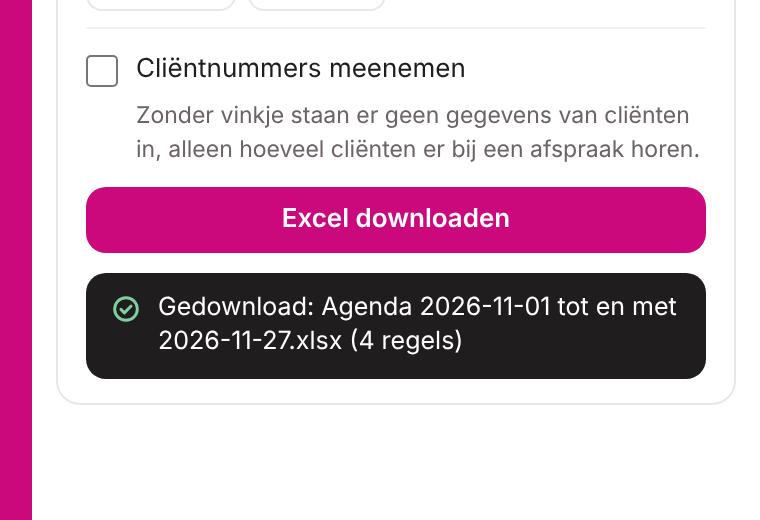 Cliëntnummers meenemen
Zonder vinkje staan er geen gegevens van cliënten
in, alleen hoeveel cliënten er bij een afspraak horen.
Excel downloaden
Gedownload: Agenda 2026-11-01 tot en met
2026-11-27.xlsx (4 regels)